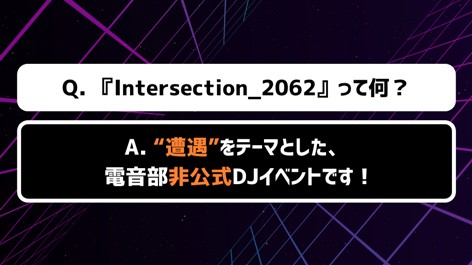 Q. 『Intersection_2062』って何？
A. “遭遇”をテーマとした、
電音部非公式DJイベントです！